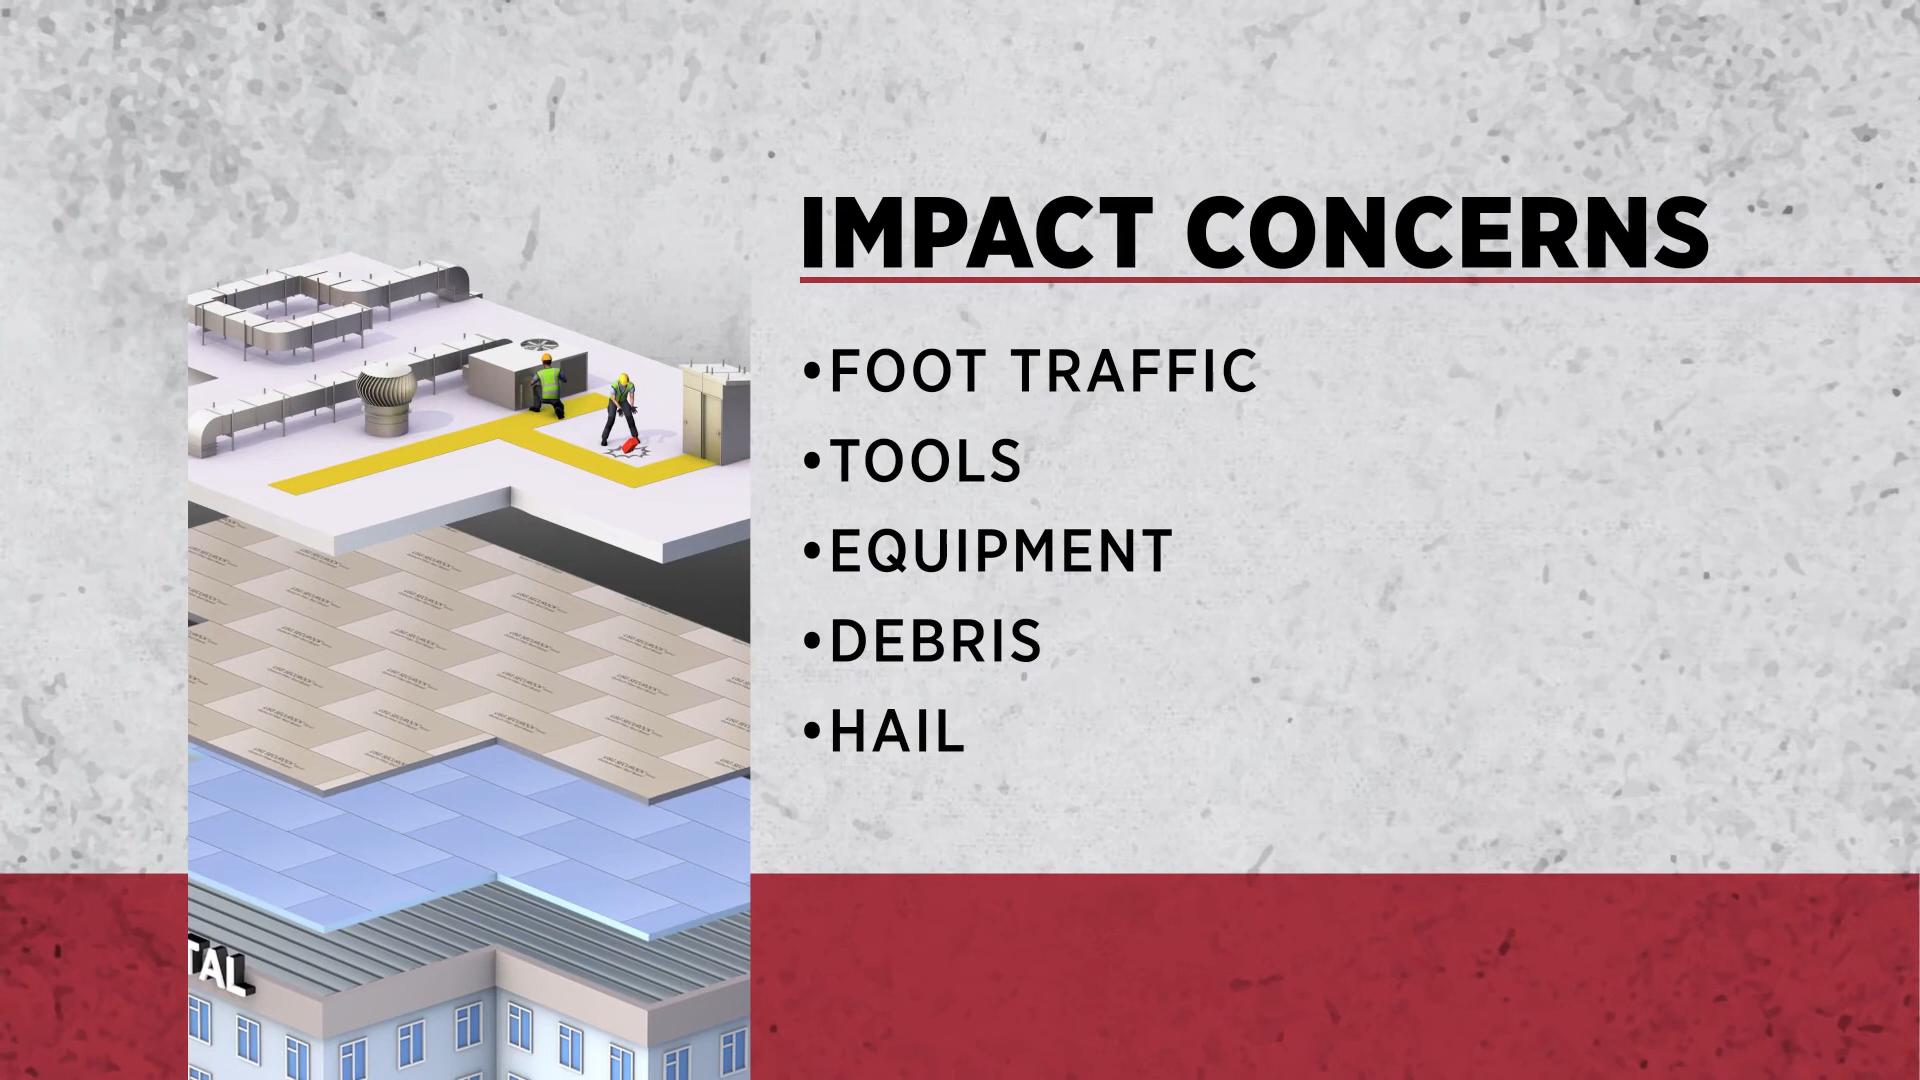 IMPACT CONCERNS
•FOOT TRAFFIC
•TOOLS
•EQUIPMENT
•DEBRIS
•HAIL
TAL